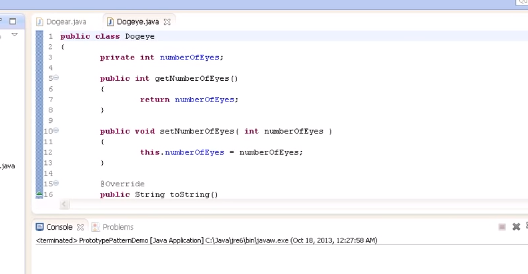 Dogear.java  Dogeye.java
1 public class Dogeye
2 {
3 private int numberOfEyes;
4
5 public int getNumberOfEyes()
6 {
7 return numberOfEyes;
8 }
9
10 public void setNumberOfEyes( int numberOfEyes )
11 {
12 this.numberOfEyes = numberOfEyes;
13 }
14
.java
15 @Override
16 public String toString()
Console  Problems
<terminated> PrototypePatternDemo [Java Application] C:\Java\jre6\bin\javaw.exe (Oct 18, 2013, 12:27:58 AM)